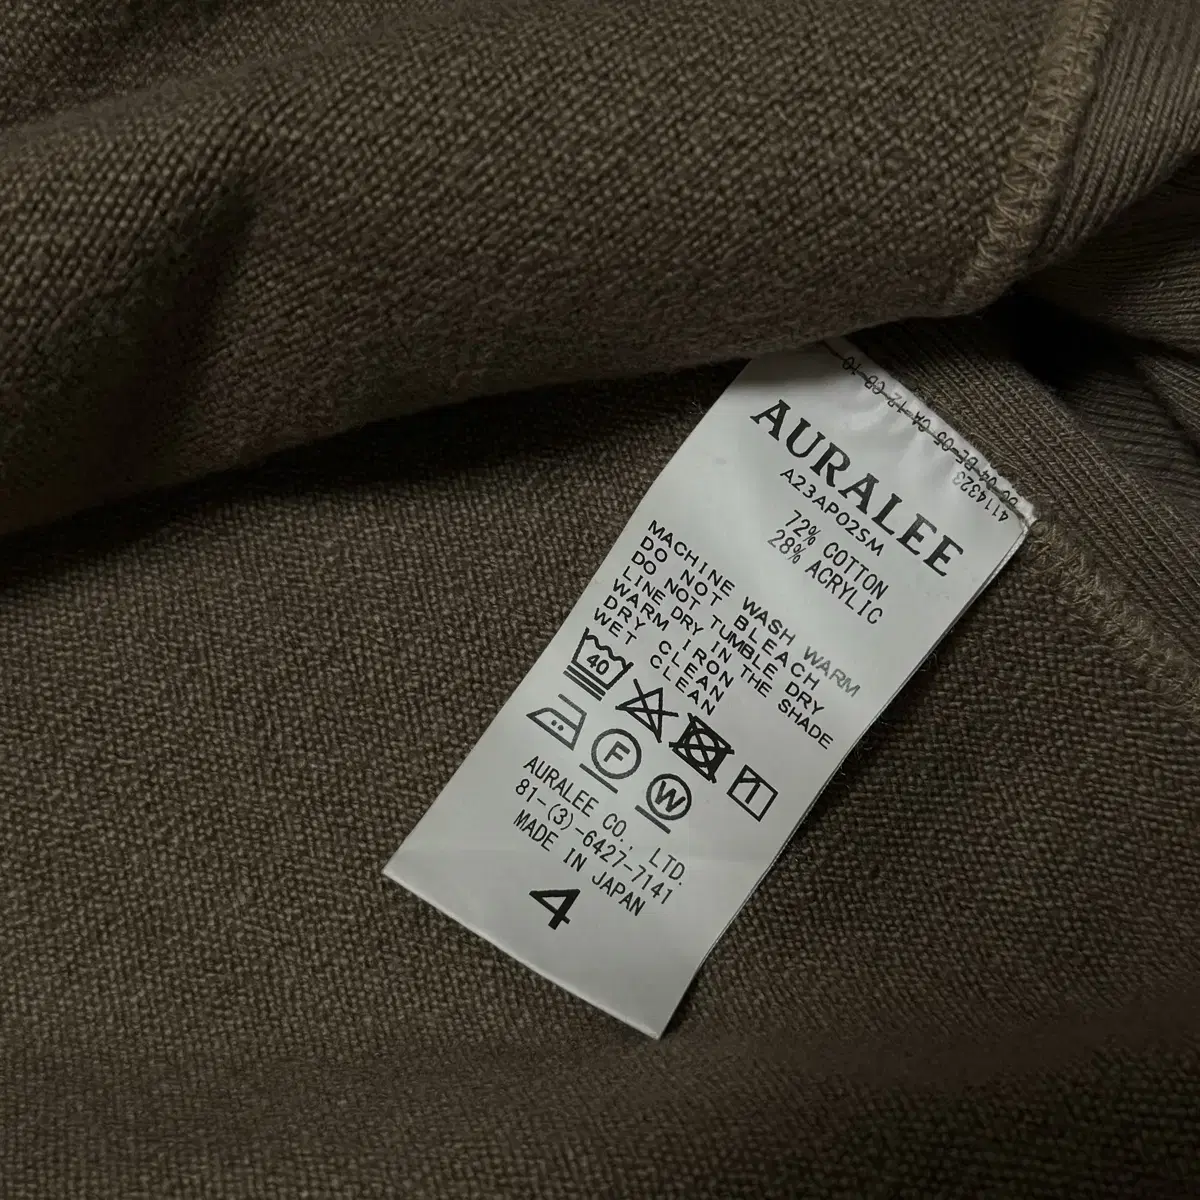 AURALEE
A23AP02SM
72% COTTON
28% ACRYLIC
MACHINE WASH WARM
DO NOT BLEACH
DO NOT TUMBLE DRY
LINE DRY IN THE SHADE
WARM IRON
DRY CLEAN
WET CLEAN
40
F
W
AURALEE CO., LTD.
81-(3)-6427-7141
MADE IN JAPAN
4
4114323